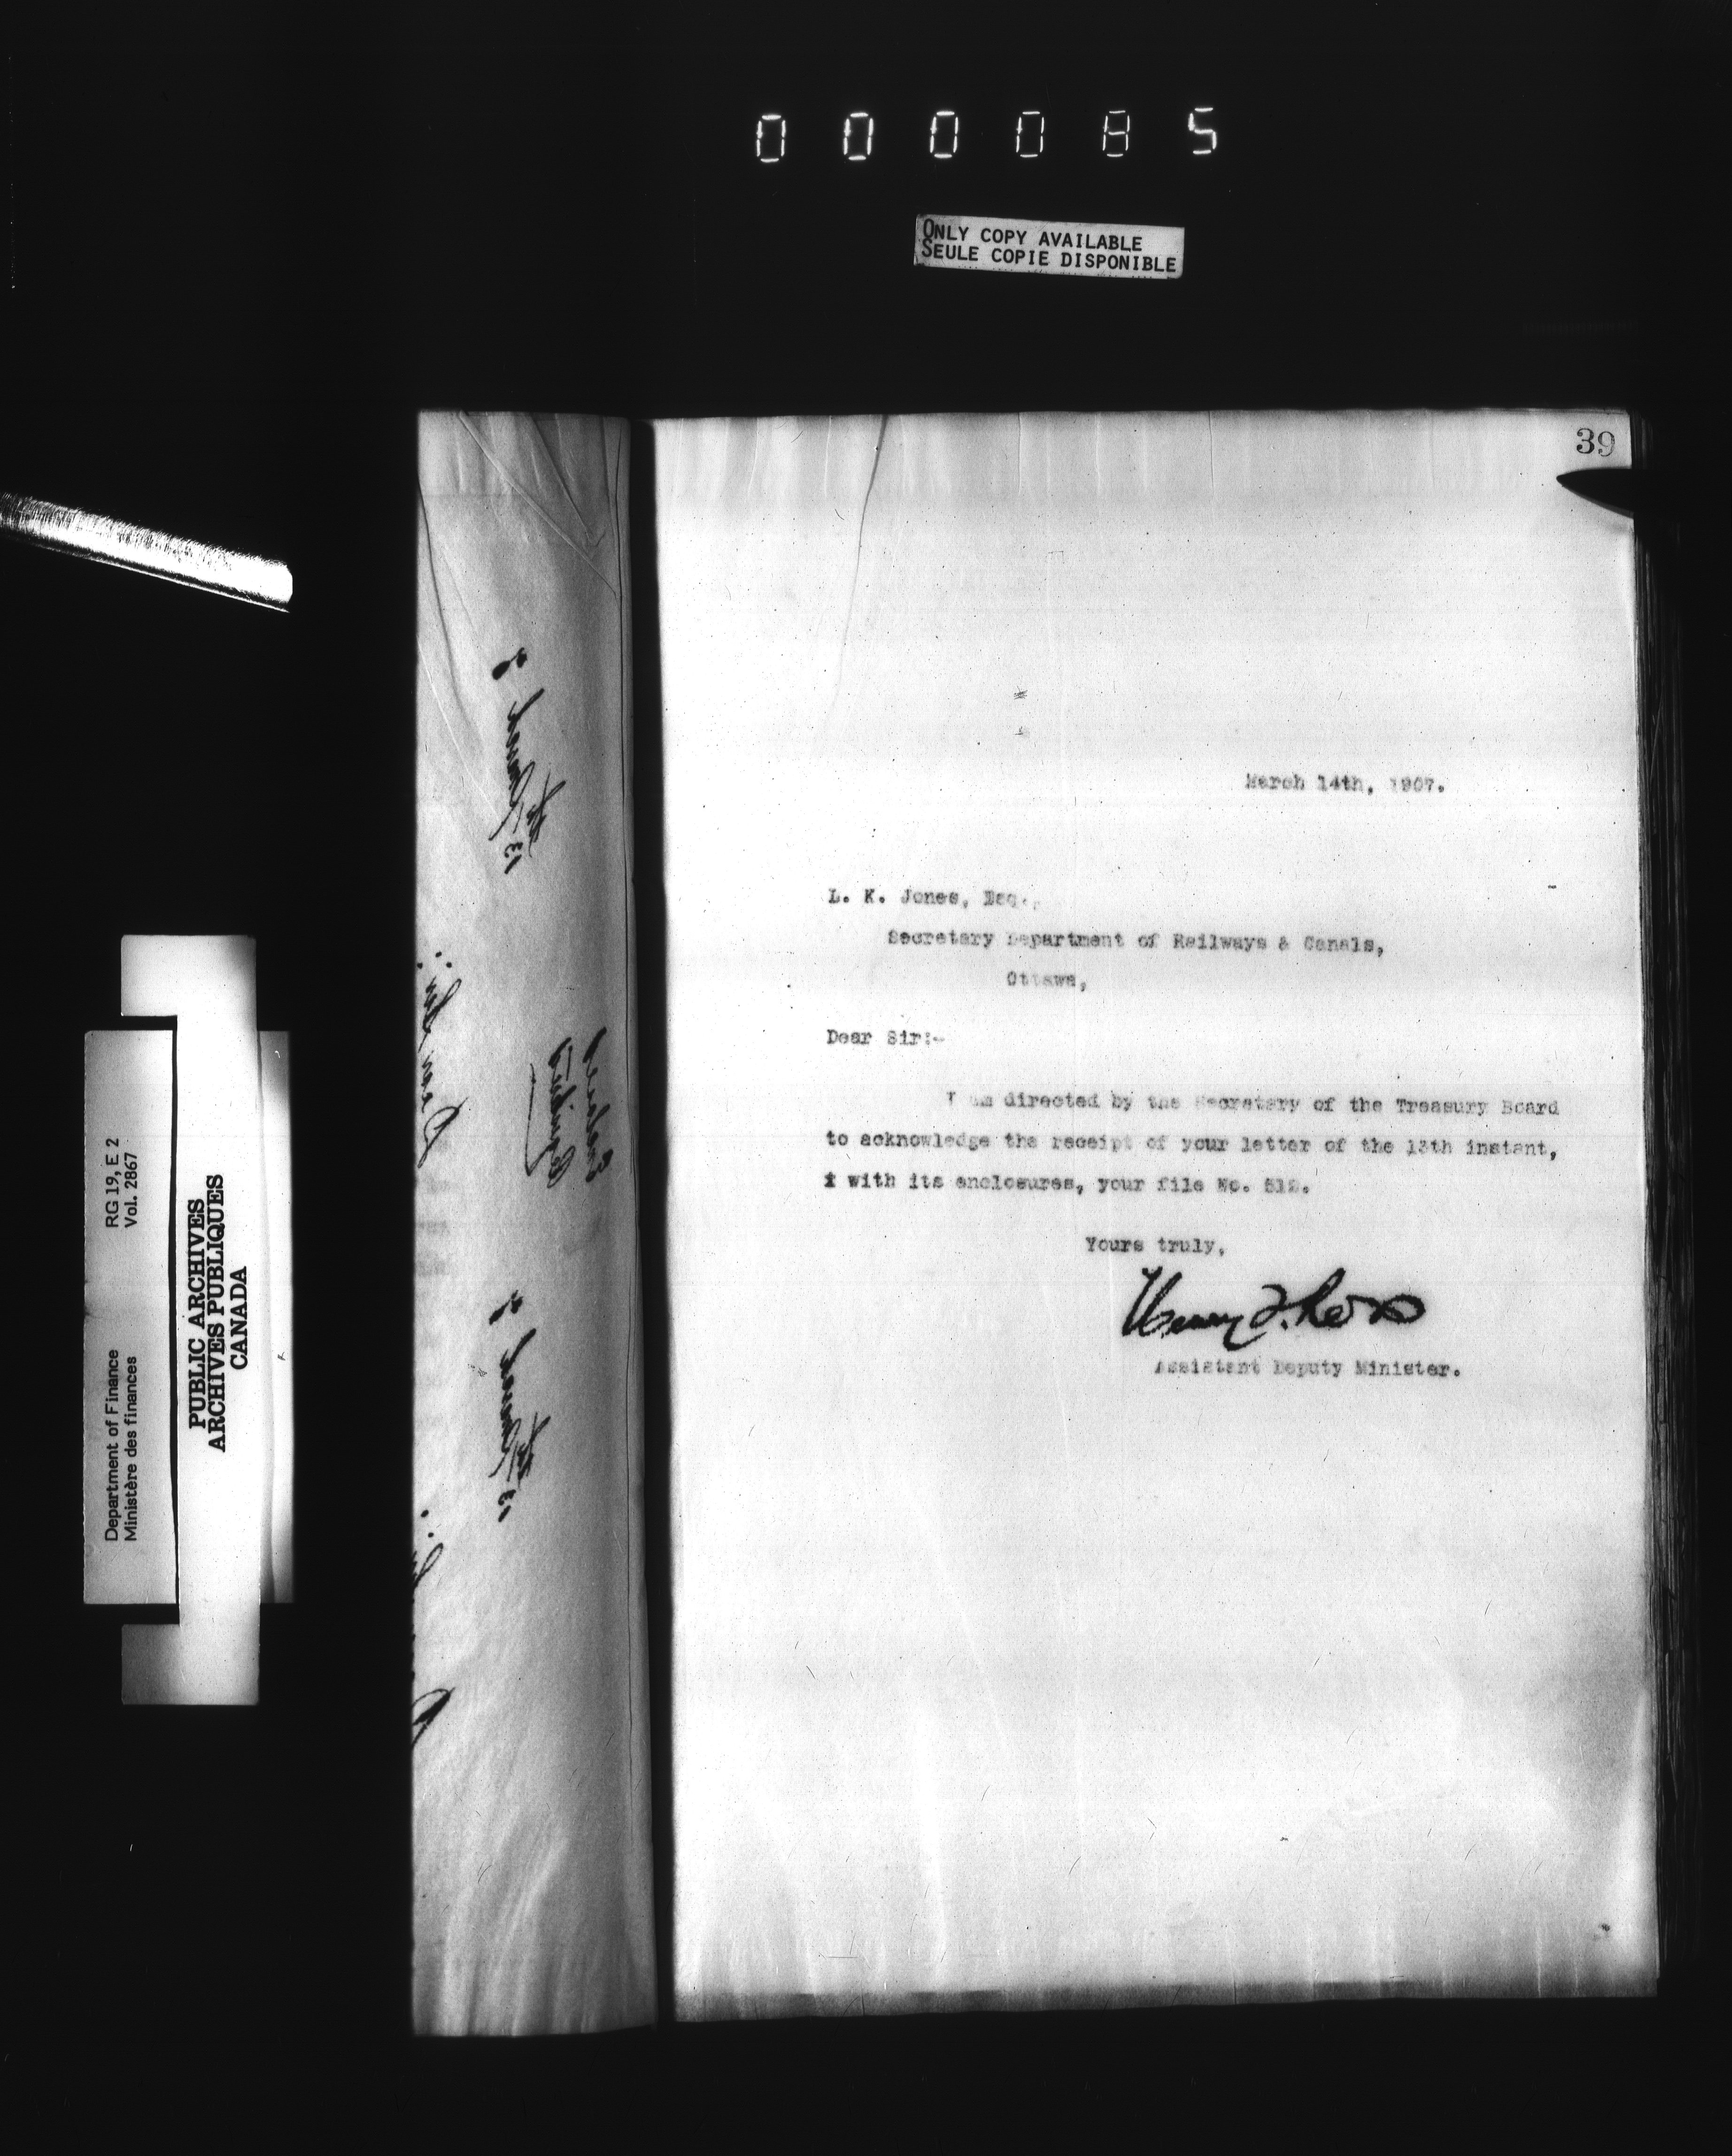 000085
ONLY COPY AVAILABLE
SEULE COPIE DISPONIBLE
39
March 14th, 1907.
L. K. Jones, Esq.,
Secretary Department of Railways & Canals,
Ottawa,
Dear Sir:-
I am directed by the Secretary of the Treasury Board
to acknowledge the receipt of your letter of the 13th instant,
with its enclosures, your file No. 512.
Yours truly,
Assistant Deputy Minister.
Department of Finance RG 19, E 2
Ministère des finances Vol. 2867
PUBLIC ARCHIVES
ARCHIVES PUBLIQUES
CANADA